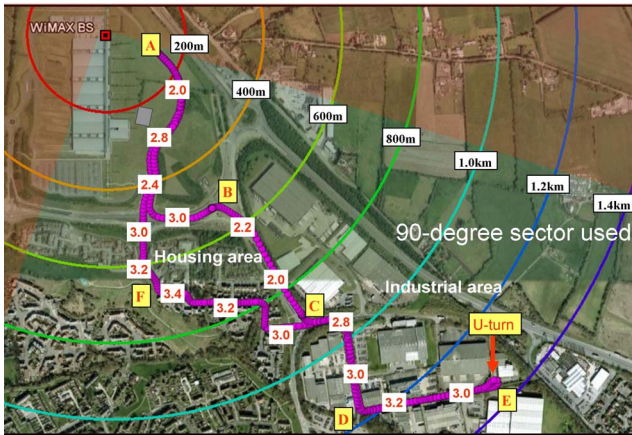 WiMAX BS
A
200m
2.0
400m
600m
2.8
800m
2.4
B
1.0km
1.2km
1.4km
3.0
3.0
2.2
90-degree sector used
Housing area
3.2
2.0
Industrial area
F
3.4
3.2
C
2.8
U-turn
3.0
3.0
3.2
3.0
E
D